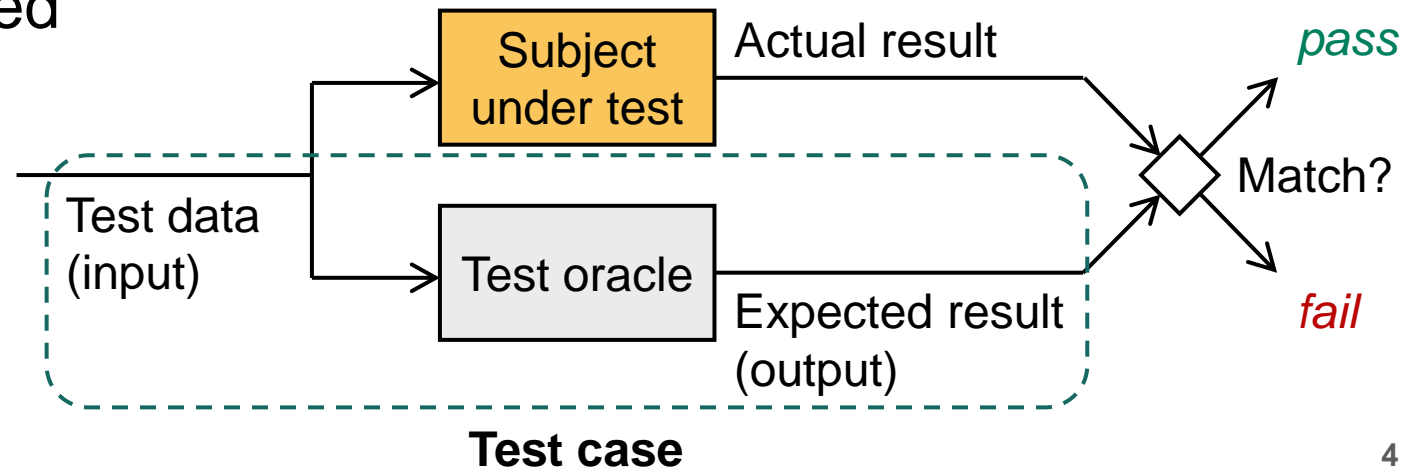 ed
Subject
under test
Actual result
pass
Match?
Test data
(input)
Test oracle
Expected result
(output)
fail
Test case
4